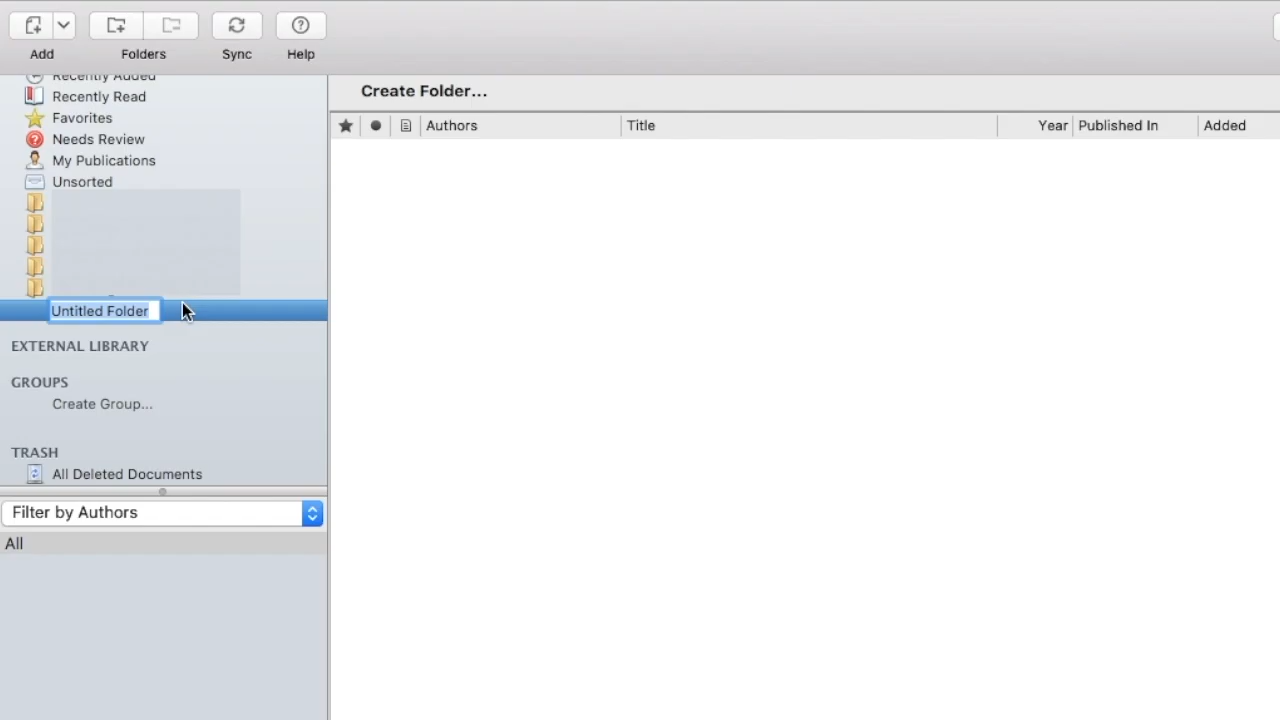 Add
Folders
Sync
Help
Recently Added
Recently Read
Favorites
Needs Review
My Publications
Unsorted
Untitled Folder
EXTERNAL LIBRARY
GROUPS
Create Group...
TRASH
All Deleted Documents
Filter by Authors
All
Create Folder...
Authors Title Year Published In Added